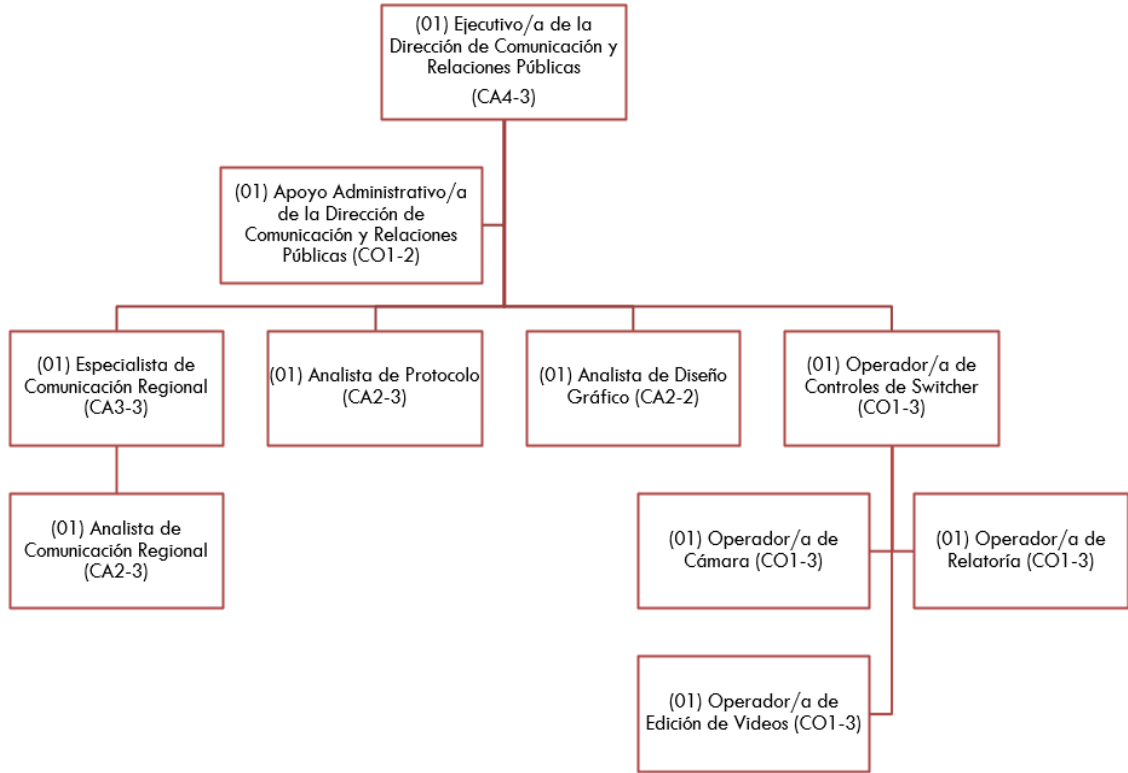 (01) Ejecutivo/a de la
Dirección de Comunicación y
Relaciones Públicas
(CA4-3)
(01) Apoyo Administrativo/a
de la Dirección de
Comunicación y Relaciones
Públicas (CO1-2)
(01) Especialista de
Comunicación Regional
(CA3-3)
(01) Analista de Protocolo
(CA2-3)
(01) Analista de Diseño
Gráfico (CA2-2)
(01) Operador/a de
Controles de Switcher
(CO1-3)
(01) Analista de
Comunicación Regional
(CA2-3)
(01) Operador/a de
Cámara (CO1-3)
(01) Operador/a de
Relatoría (CO1-3)
(01) Operador/a de
Edición de Videos (CO1-3)